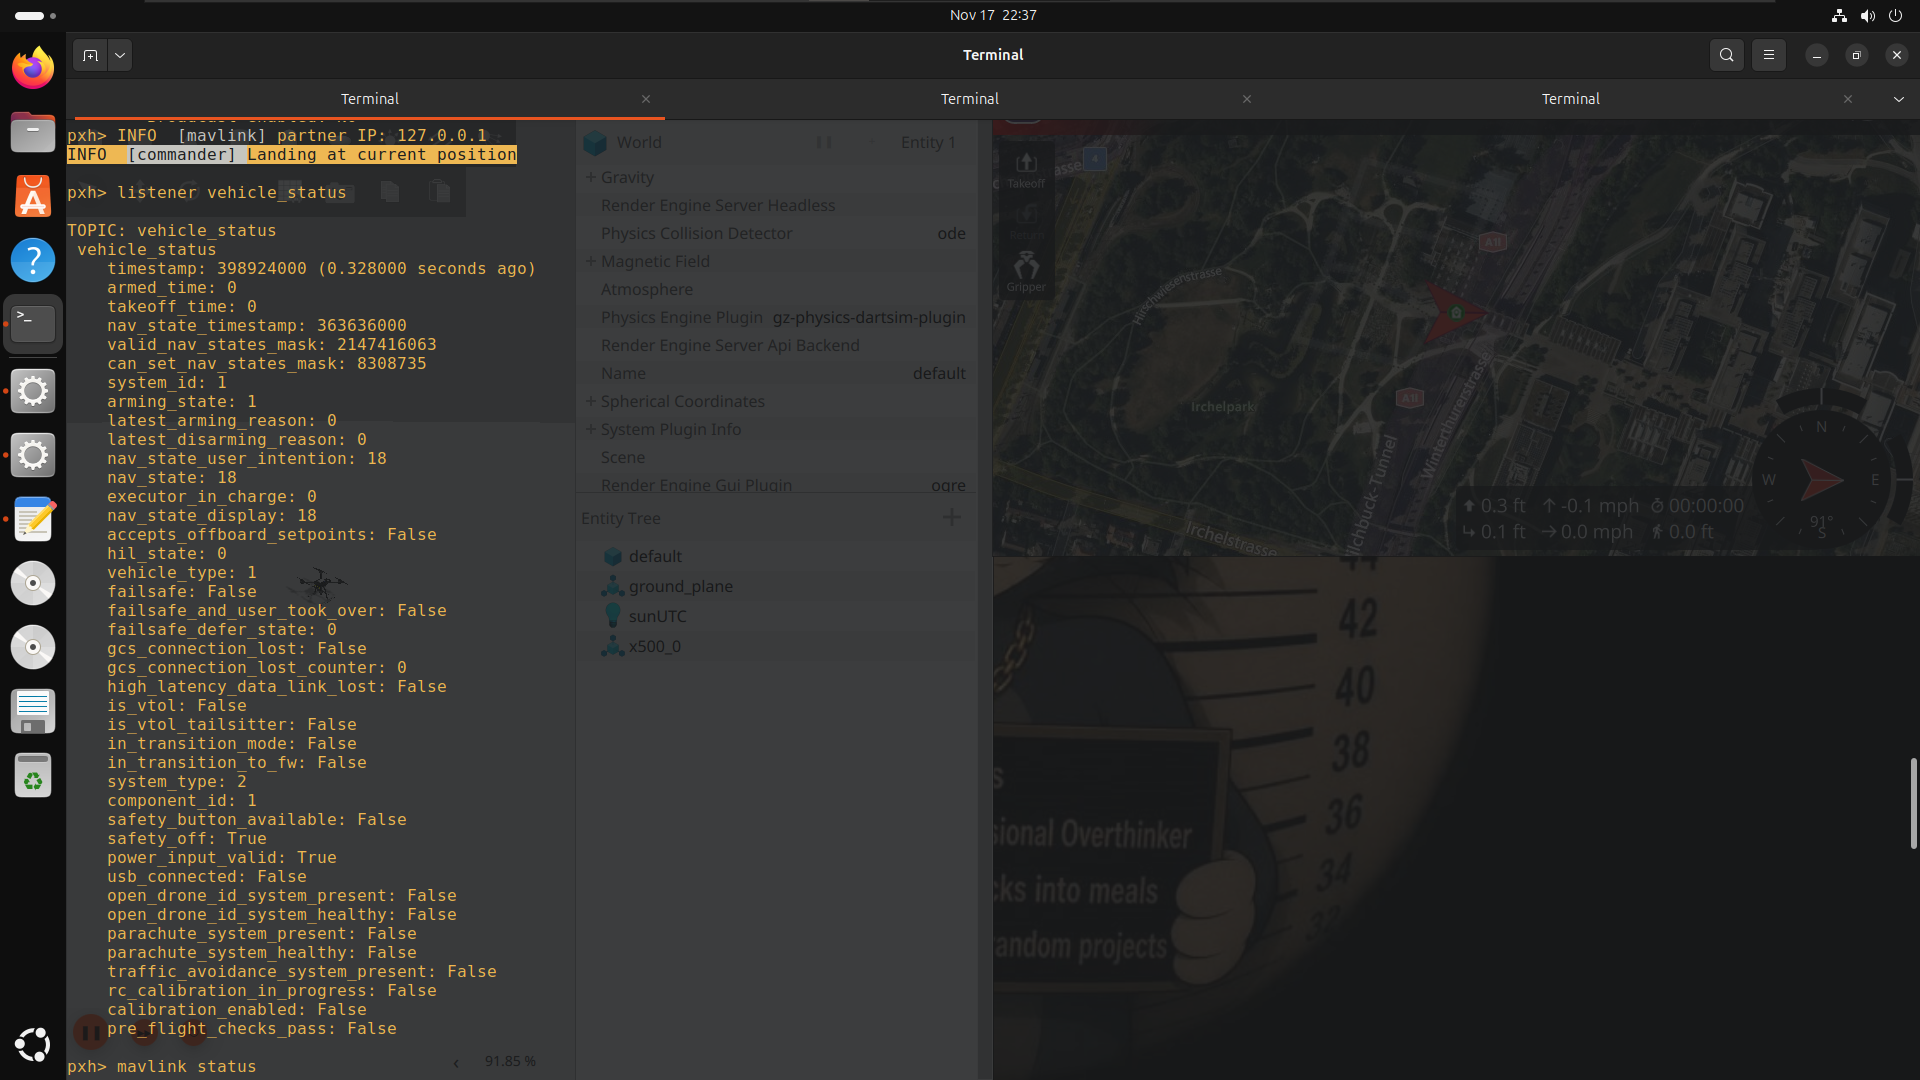 Nov 17 22:37
Terminal
Terminal
Terminal
Terminal
pxh> INFO [mavlink] partner IP: 127.0.0.1
INFO [commander] Landing at current position
pxh> listener vehicle_status
TOPIC: vehicle_status
vehicle_status
timestamp: 398924000 (0.328000 seconds ago)
armed_time: 0
takeoff_time: 0
nav_state_timestamp: 363636000
valid_nav_states_mask: 2147416063
can_set_nav_states_mask: 8308735
system_id: 1
arming_state: 1
latest_arming_reason: 0
latest_disarming_reason: 0
nav_state_user_intention: 18
nav_state: 18
executor_in_charge: 0
nav_state_display: 18
accepts_offboard_setpoints: False
hil_state: 0
vehicle_type: 1
failsafe: False
failsafe_and_user_took_over: False
failsafe_defer_state: 0
gcs_connection_lost: False
gcs_connection_lost_counter: 0
high_latency_data_link_lost: False
is_vtol: False
is_vtol_tailsitter: False
in_transition_mode: False
in_transition_to_fw: False
system_type: 2
component_id: 1
safety_button_available: False
safety_off: True
power_input_valid: True
usb_connected: False
open_drone_id_system_present: False
open_drone_id_system_healthy: False
parachute_system_present: False
parachute_system_healthy: False
traffic_avoidance_system_present: False
rc_calibration_in_progress: False
calibration_enabled: False
pre_flight_checks_pass: False
pxh> mavlink status
91.85 %
World
Entity 1
+ Gravity
Render Engine Server Headless
Physics Collision Detector ode
+ Magnetic Field
Atmosphere
Physics Engine Plugin gz-physics-dartsim-plugin
Render Engine Server Api Backend
Name default
+ Spherical Coordinates
+ System Plugin Info
Scene
Render Engine Gui Plugin ogre
Entity Tree
default
ground_plane
sunUTC
x500_0
Takeoff
Return
Gripper
4
A1l
Hirschwiesenstrasse
Irchelpark
A1l
Winterthurerstrasse
Milchbuck-Tunnel
Irchelstrasse
N
W
E
S
91°
0.3 ft -0.1 mph 00:00:00
0.1 ft 0.0 mph 0.0 ft
44
42
40
38
36
34
sional Overthinker
cks into meals
random projects